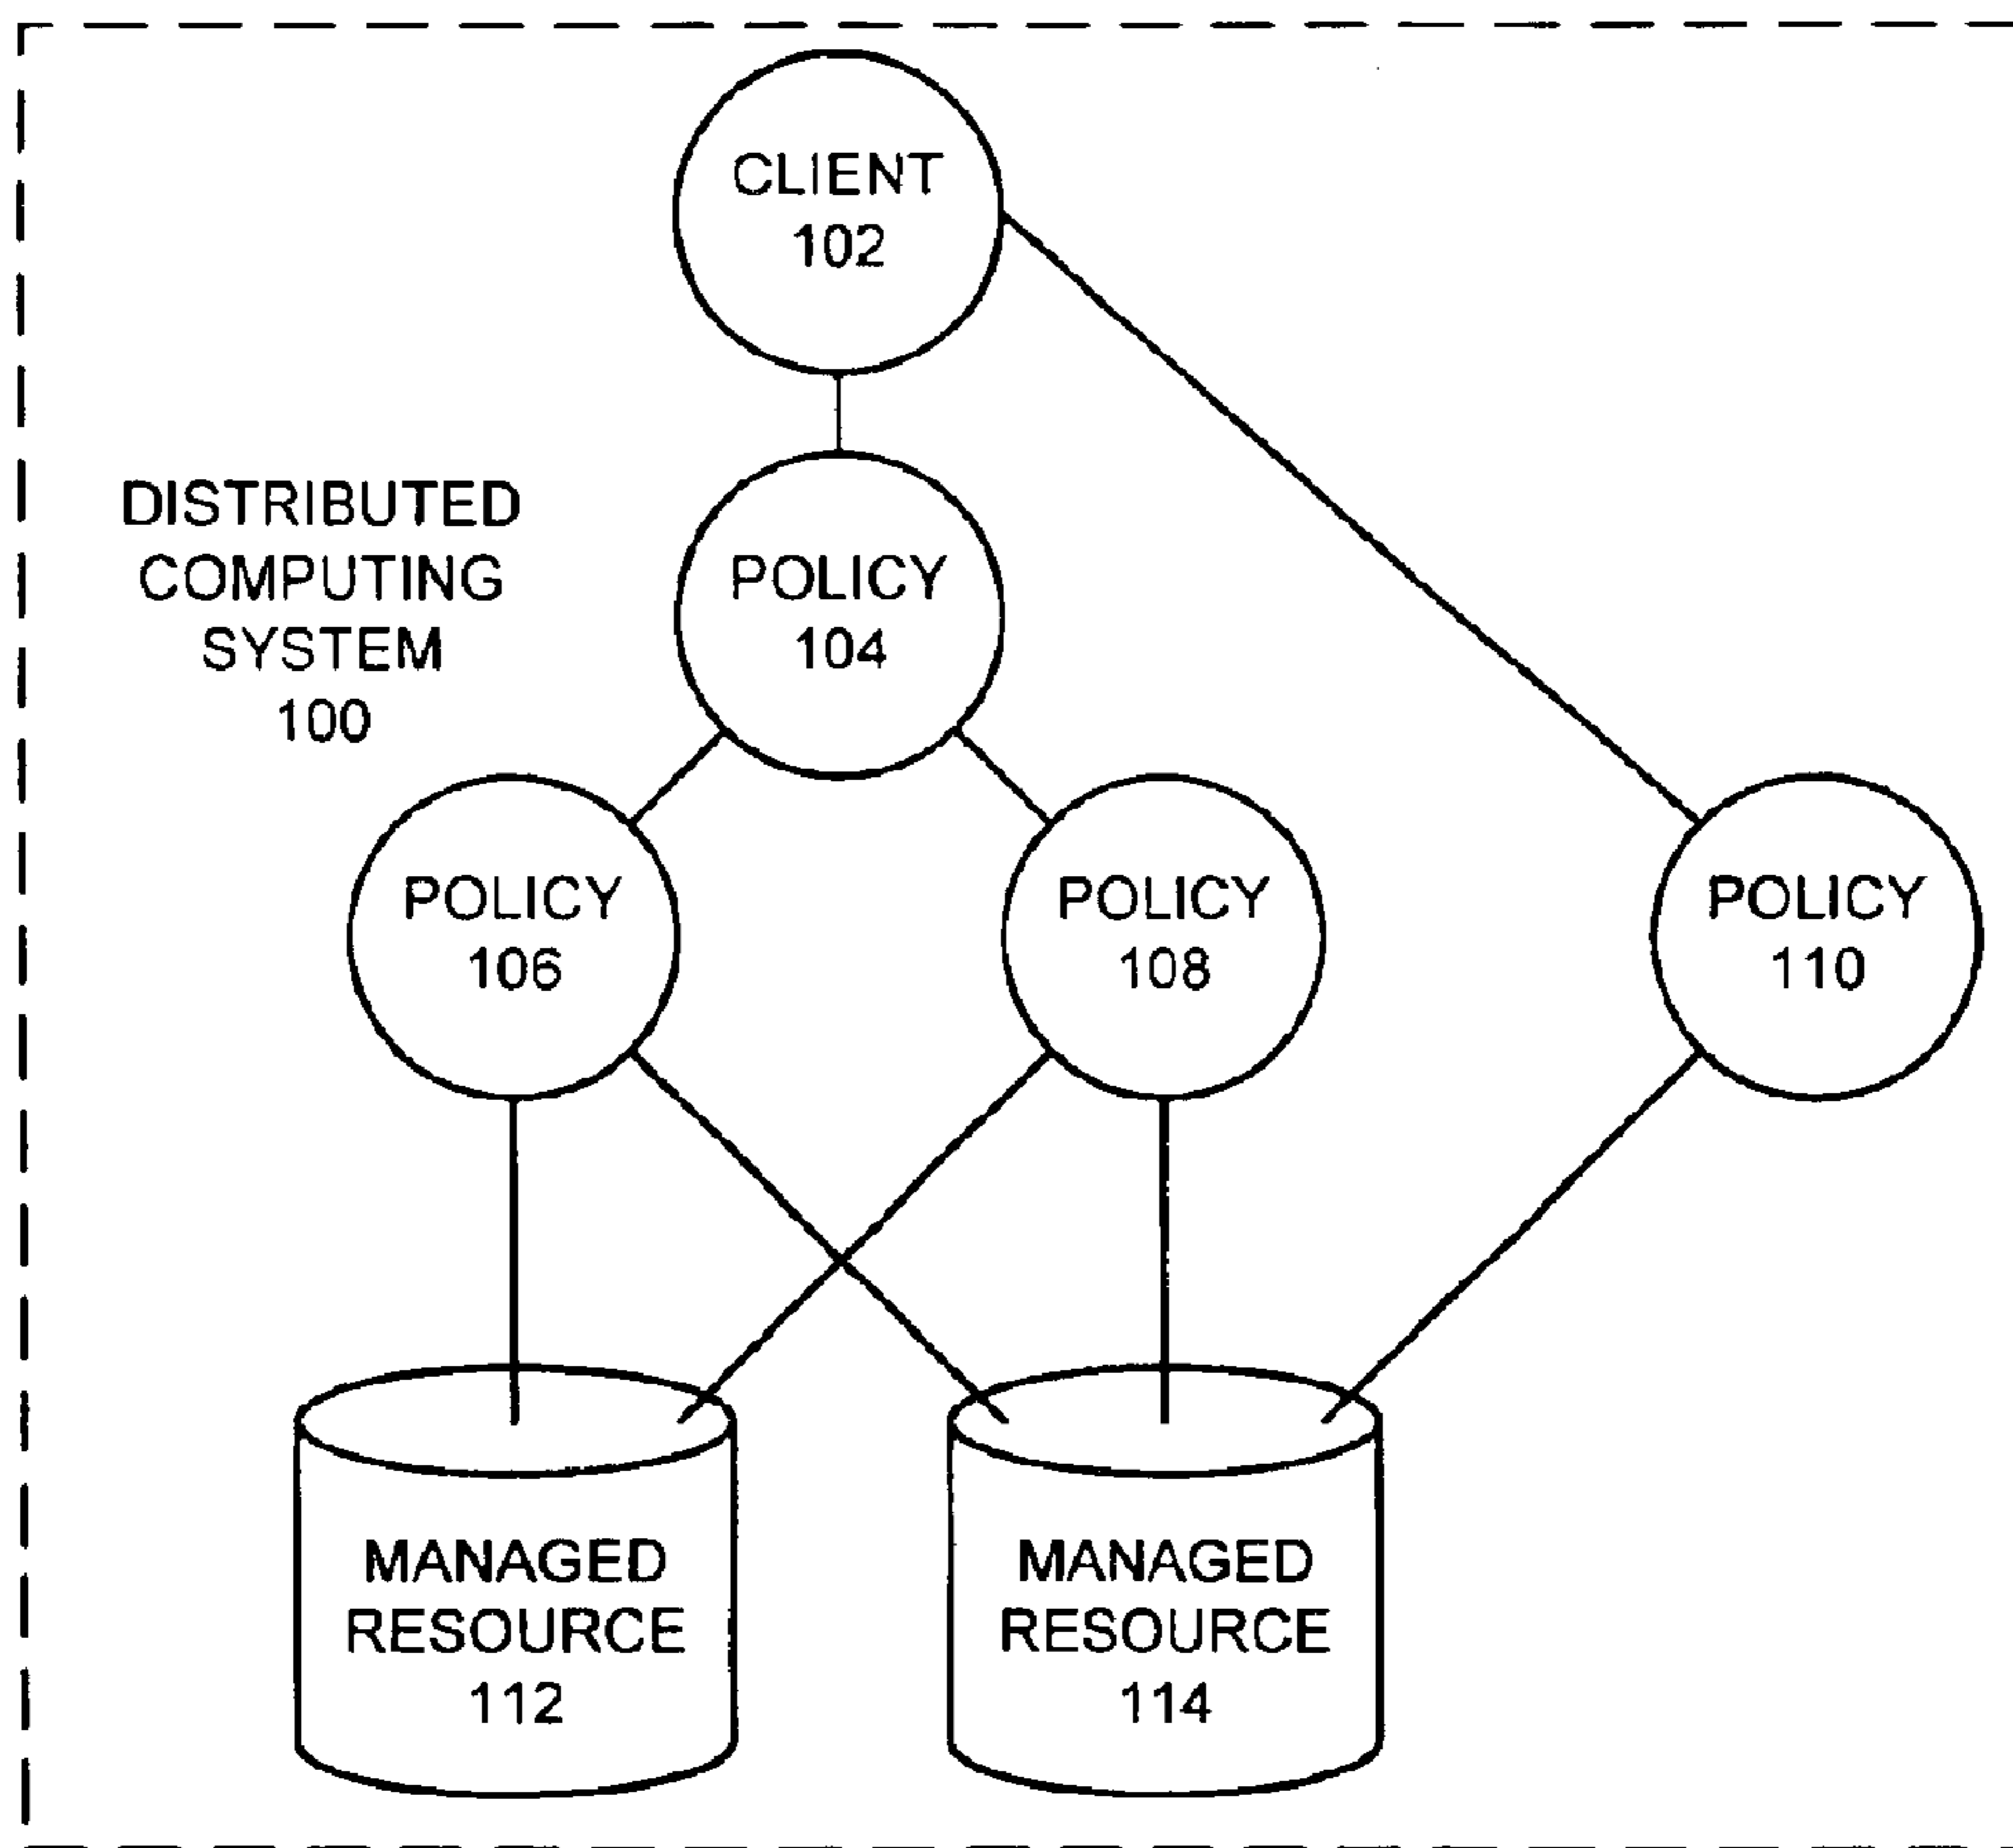 CLIENT
102
DISTRIBUTED
COMPUTING
SYSTEM
100
POLICY
104
POLICY
106
POLICY
108
POLICY
110
MANAGED
RESOURCE
112
MANAGED
RESOURCE
114